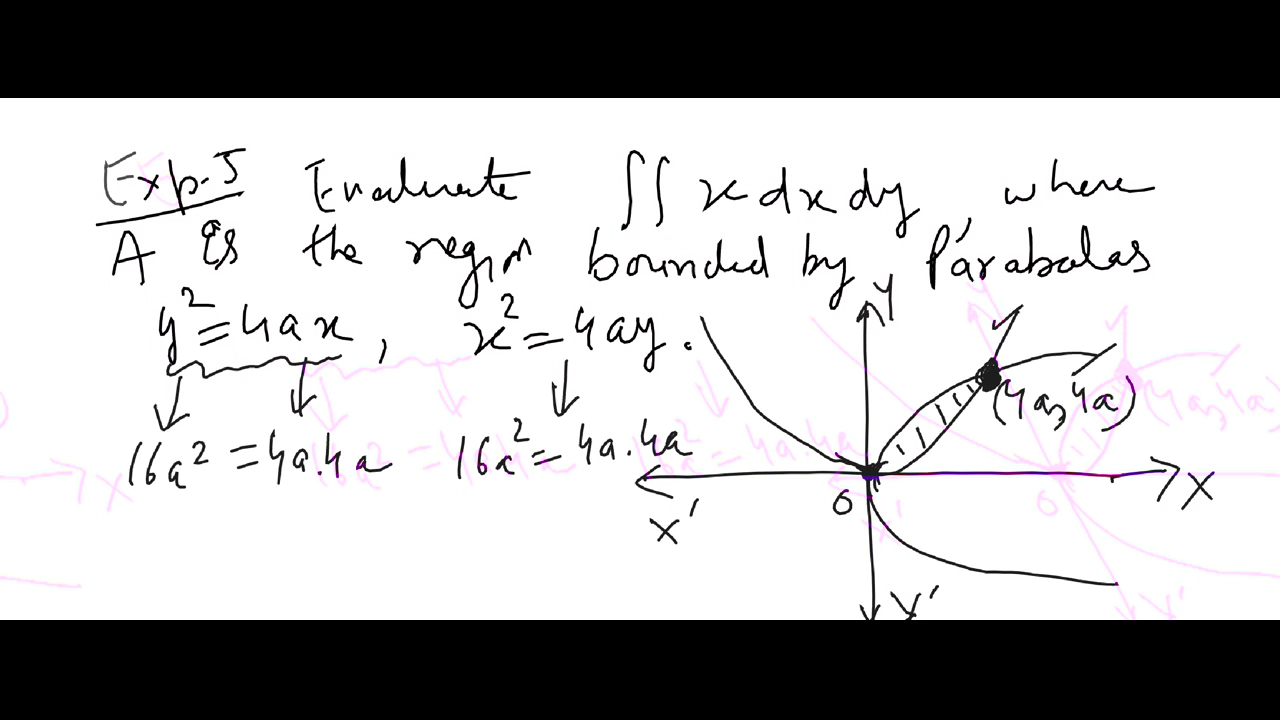 Exp.5 Evaluate ∬ x dx dy, where
A is the region bounded by Parabolas
y² = 4ax, x² = 4ay.
16a² = 4a.4a 16a² = 4a.4a
Y
(4a, 4a)
X' O X
Y'